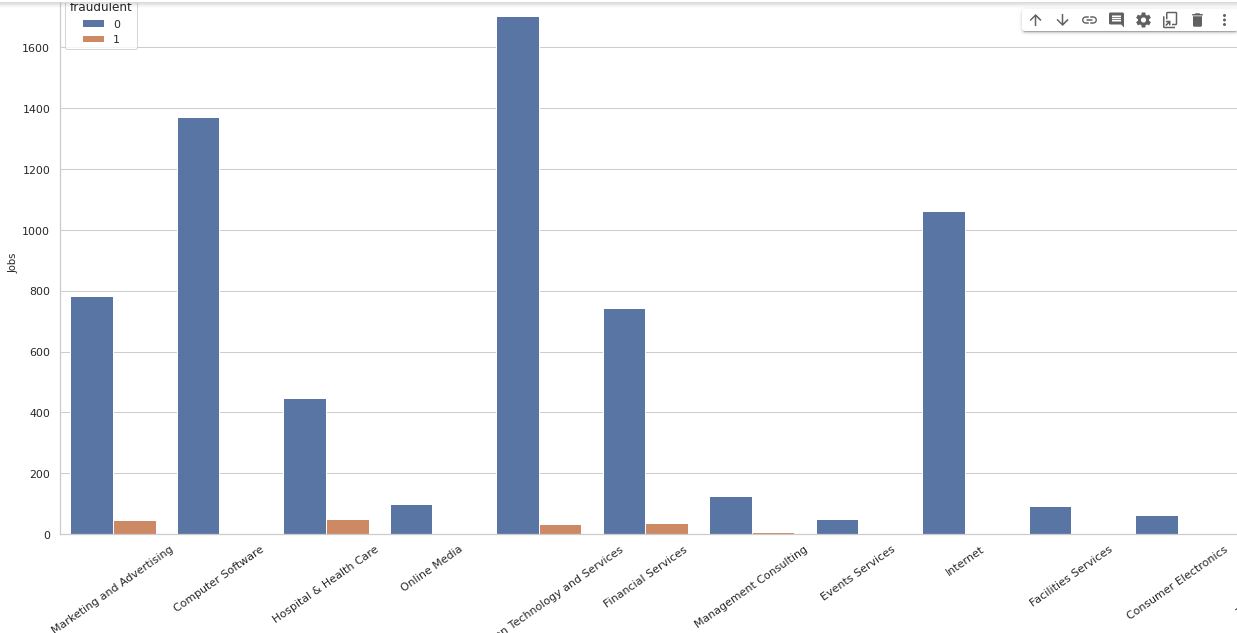 fraudulent
0
1
1600
1400
1200
1000
800
600
400
200
0
Jobs
Marketing and Advertising
Computer Software
Hospital & Health Care
Online Media
n Technology and Services
Financial Services
Management Consulting
Events Services
Internet
Facilities Services
Consumer Electronics